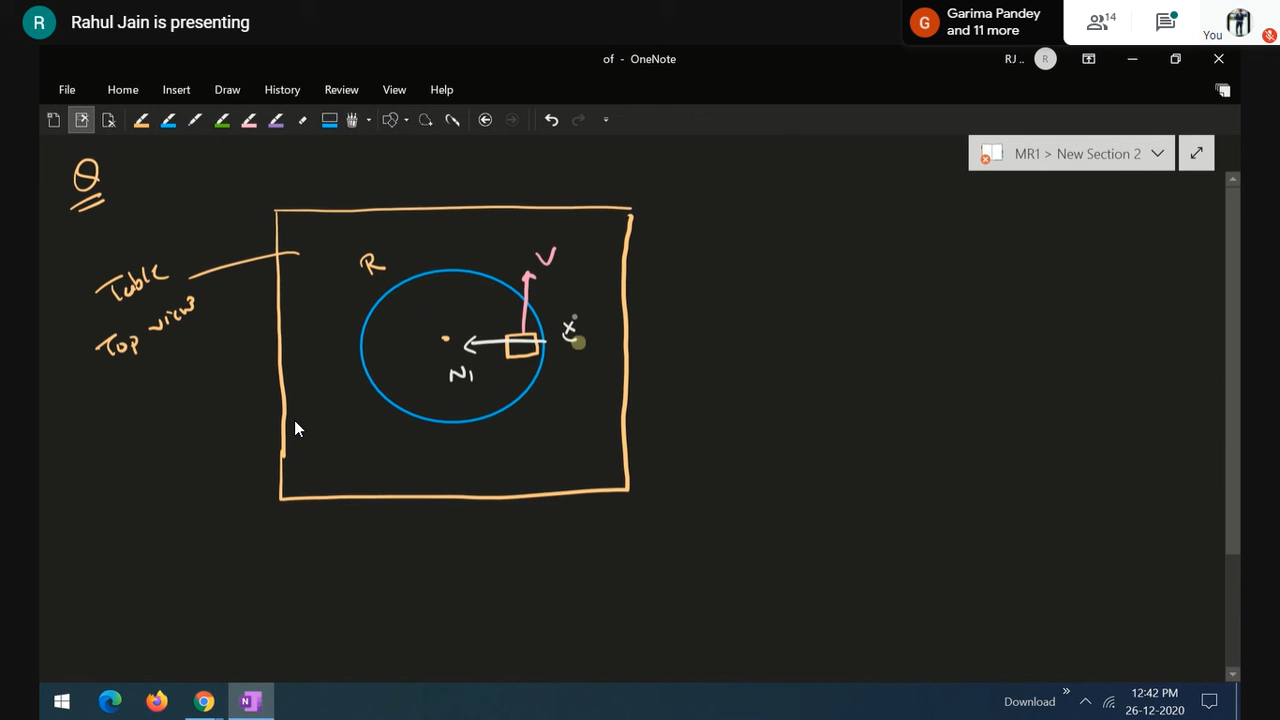 R
Rahul Jain is presenting
G
Garima Pandey
and 11 more
14
You
of - OneNote
RJ ..
R
File
Home
Insert
Draw
History
Review
View
Help
MR1 > New Section 2
Q
Table
Top view
R
V
N1
N
Download
12:42 PM
26-12-2020